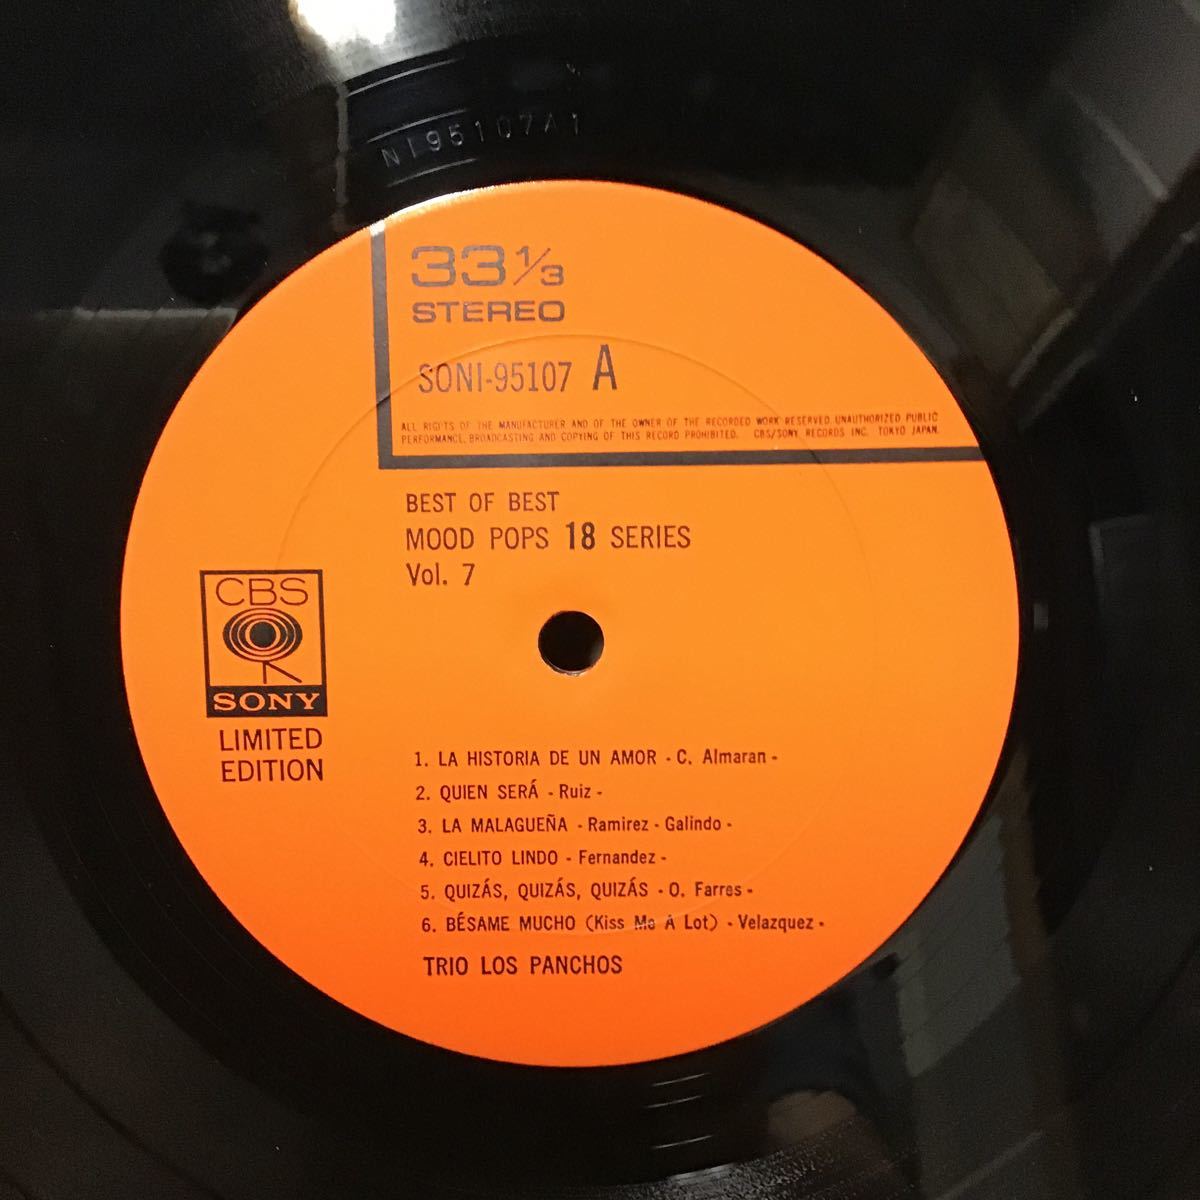 NI95107A1
33 1/3
STEREO
SONI-95107 A
ALL RIGTS OF THE MANUFACTURER AND OF THE OWNER OF THE RECORDED WORK RESERVED. UNAUTHORIZED PUBLIC
PERFORMANCE, BROADCASTING AND COPYING OF THIS RECORD PROHIBITED. CBS/SONY RECORDS INC. TOKYO JAPAN.
BEST OF BEST
MOOD POPS 18 SERIES
Vol. 7
CBS
SONY
LIMITED
EDITION
1. LA HISTORIA DE UN AMOR - C. Almaran -
2. QUIEN SERÁ - Ruiz -
3. LA MALAGUEÑA - Ramirez - Galindo -
4. CIELITO LINDO - Fernandez -
5. QUIZÁS, QUIZÁS, QUIZÁS - O. Farres -
6. BÉSAME MUCHO (Kiss Me A Lot) - Velazquez -
TRIO LOS PANCHOS